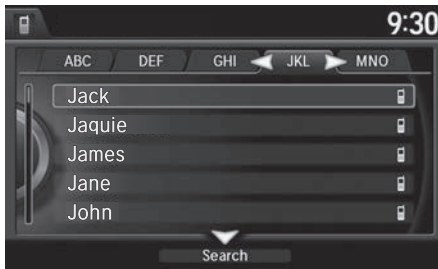 9:30
ABC DEF GHI JKL MNO
Jack
Jaquie
James
Jane
John
Search